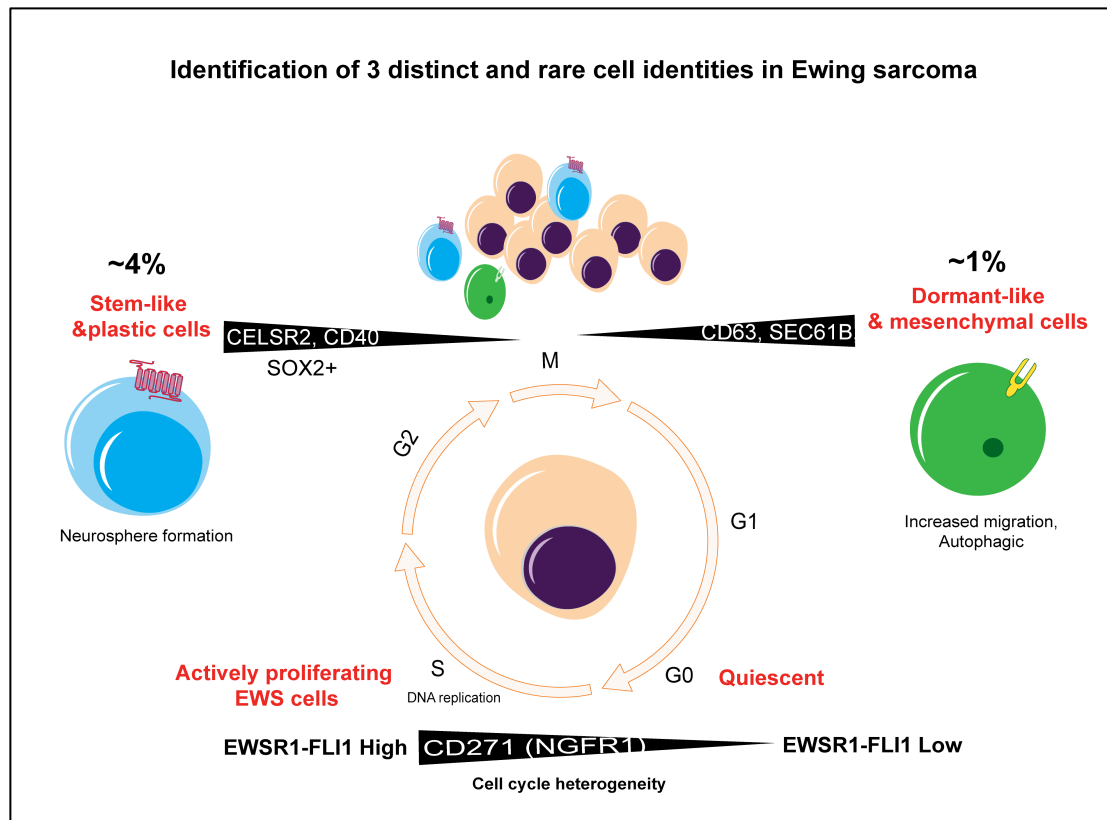 Identification of 3 distinct and rare cell identities in Ewing sarcoma
~4%
Stem-like
&plastic cells
CELSR2, CD40
SOX2+
Neurosphere formation
~1%
Dormant-like
& mesenchymal cells
CD63, SEC61B
Increased migration,
Autophagic
M
G2
G1
S
DNA replication
G0
Actively proliferating
EWS cells
Quiescent
EWSR1-FLI1 High
CD271 (NGFR1)
EWSR1-FLI1 Low
Cell cycle heterogeneity